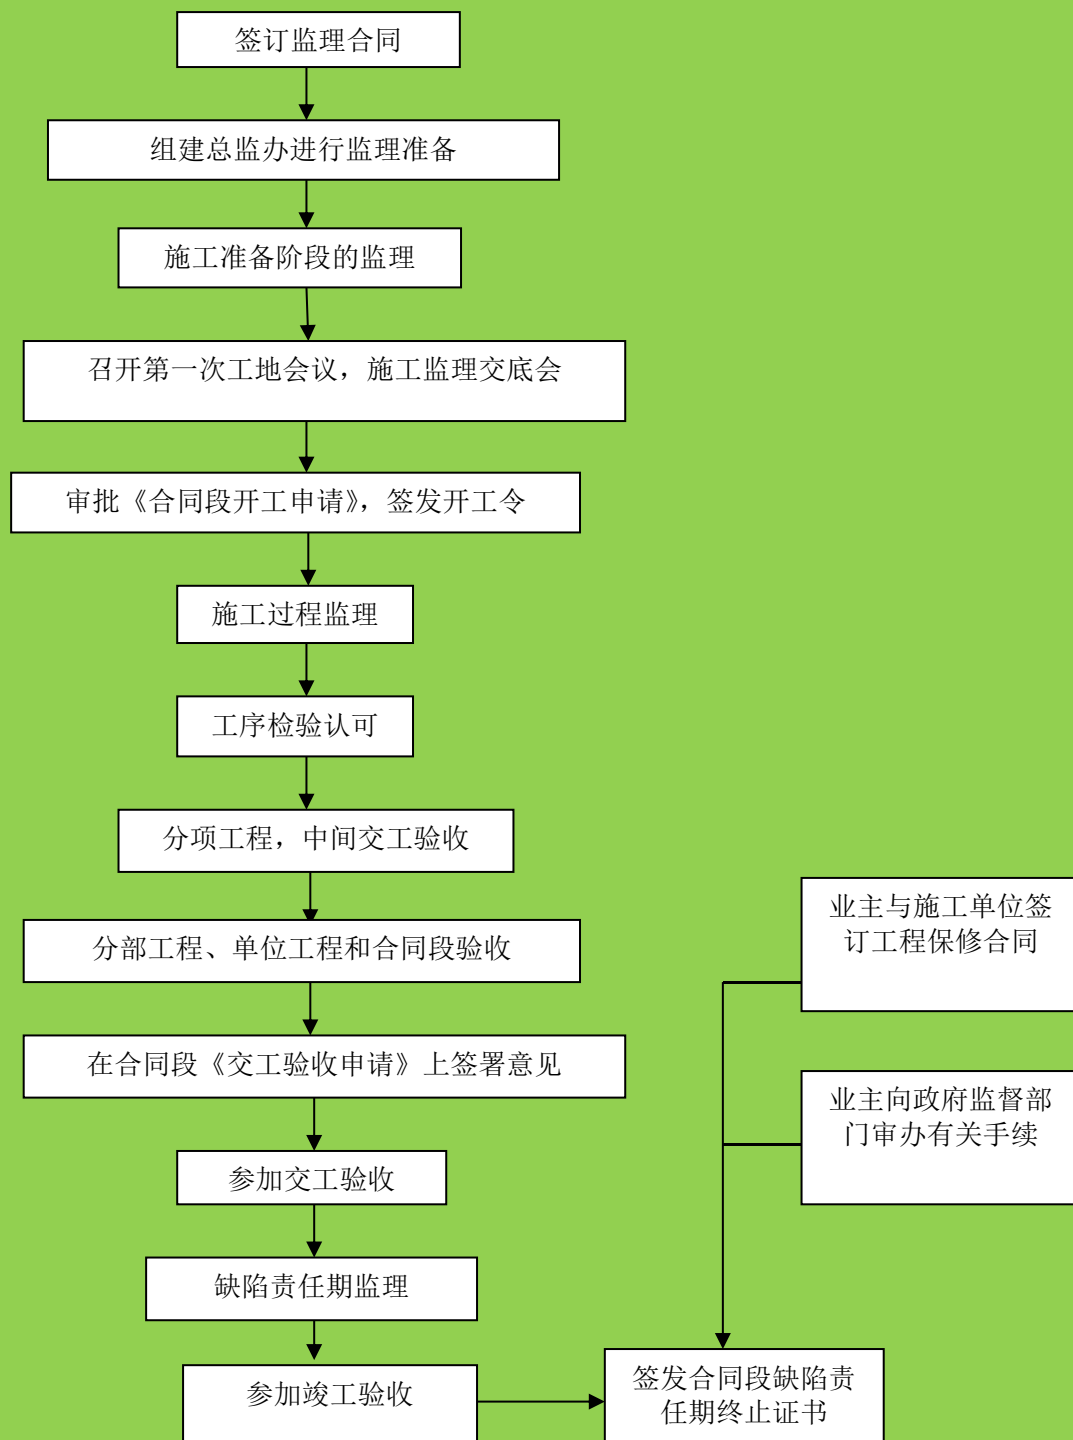 签订监理合同
组建总监办进行监理准备
施工准备阶段的监理
召开第一次工地会议，施工监理交底会
审批《合同段开工申请》，签发开工令
施工过程监理
工序检验认可
分项工程，中间交工验收
分部工程、单位工程和合同段验收
在合同段《交工验收申请》上签署意见
参加交工验收
缺陷责任期监理
参加竣工验收
业主与施工单位签
订工程保修合同
业主向政府监督部
门审办有关手续
签发合同段缺陷责
任期终止证书